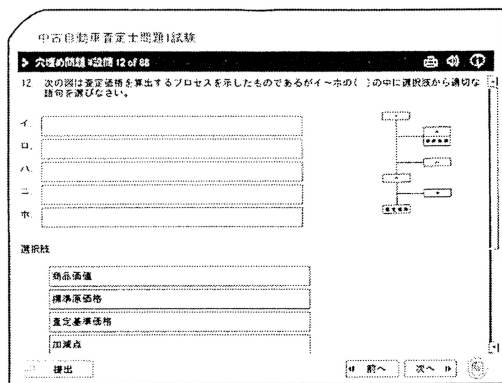 中古自動車査定士問題I試験
穴埋め問題 ¥設問 12 of 88
12. 次の図は査定価格を算出するプロセスを示したものであるがイ～ホの( )の中に選択肢から適切な
語句を選びなさい。
イ.
ロ.
ハ.
ニ.
ホ.
選択肢
商品価値
標準原価格
査定基準価格
加減点
提出
前へ
次へ